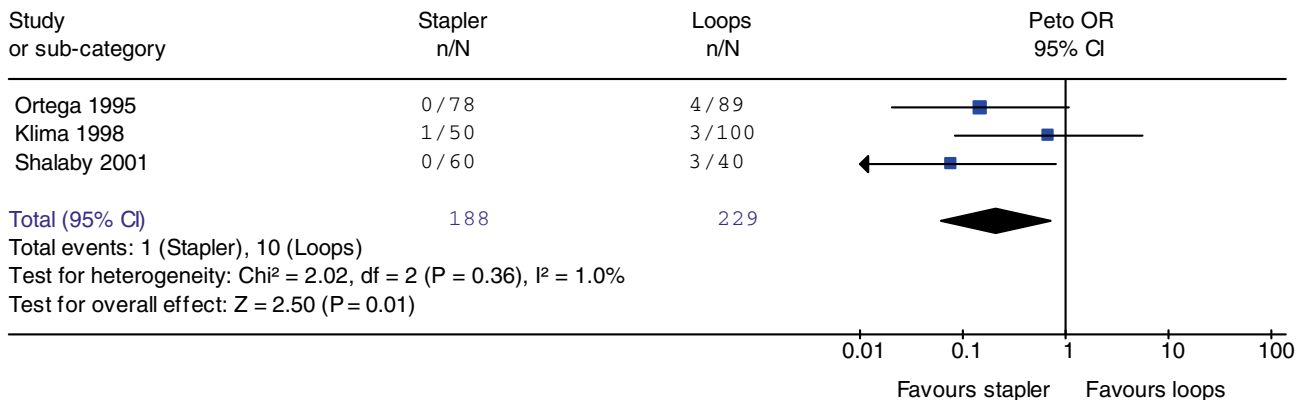 Study Stapler Loops Peto OR
or sub-category n/N n/N 95% CI
Ortega 1995 0/78 4/89
Klima 1998 1/50 3/100
Shalaby 2001 0/60 3/40
Total (95% CI) 188 229
Total events: 1 (Stapler), 10 (Loops)
Test for heterogeneity: Chi² = 2.02, df = 2 (P = 0.36), I² = 1.0%
Test for overall effect: Z = 2.50 (P = 0.01)
0.01 0.1 1 10 100
Favours stapler Favours loops